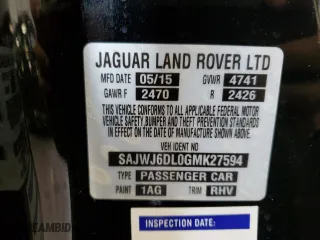 JAGUAR LAND ROVER LTD
MFD DATE 05/15 GVWR 4741
GAWR F 2470 R 2426
THIS VEHICLE CONFORMS TO ALL APPLICABLE FEDERAL MOTOR
VEHICLE SAFETY, BUMPER AND THEFT PREVENTION STANDARDS
IN EFFECT ON THE DATE OF MANUFACTURE SHOWN ABOVE.
VEH IDENT NO
SAJWJ6DL0GMK27594
TYPE PASSENGER CAR
PAINT 1AG TRIM RHV
INSPECTION DATE: